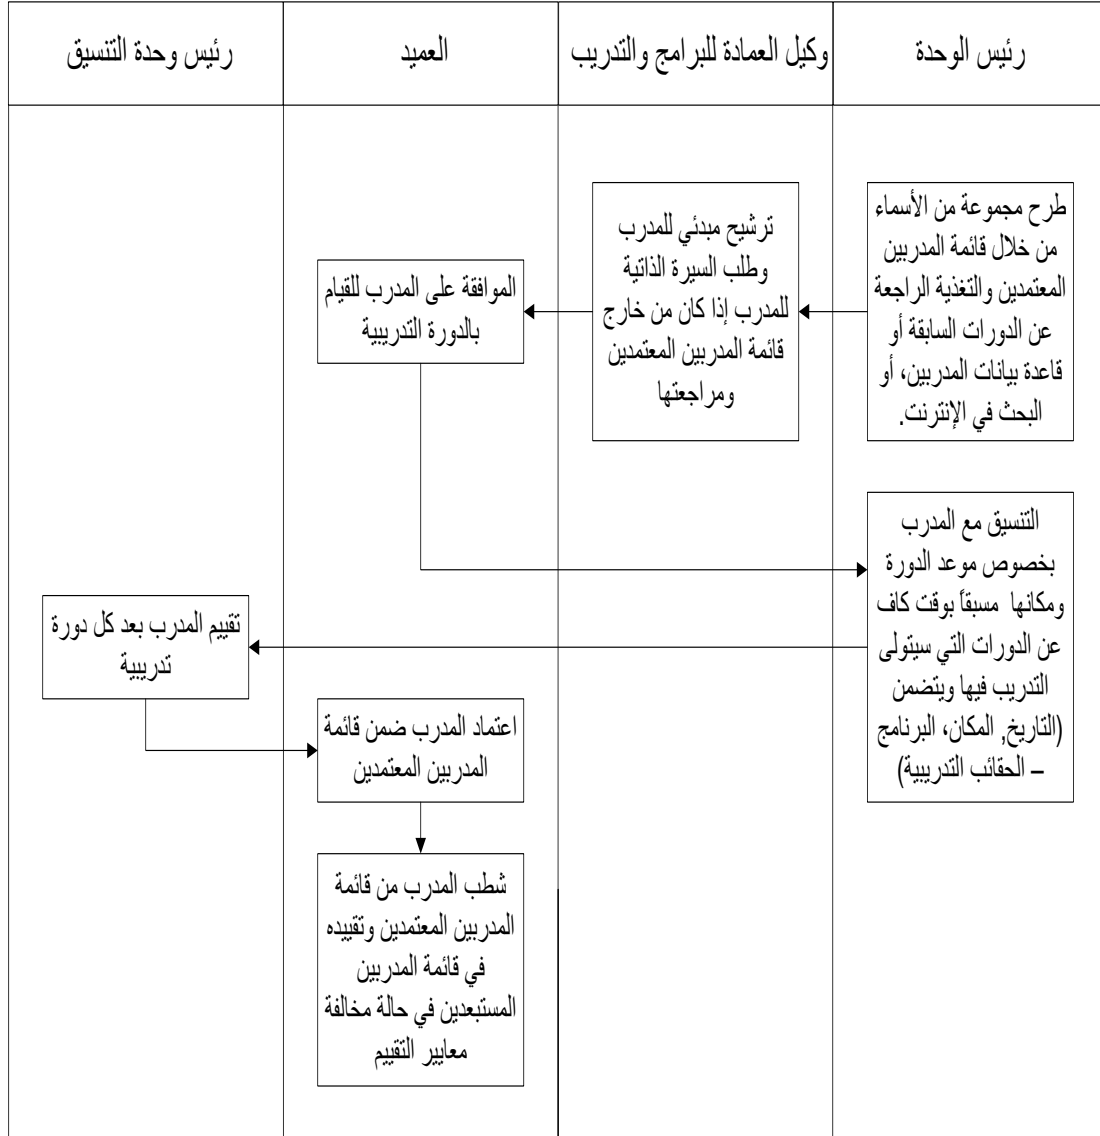 رئيس الوحدة
وكيل العمادة للبرامج والتدريب
العميد
رئيس وحدة التنسيق
طرح مجموعة من الأسماء
من خلال قائمة المدربين
المعتمدين والتغذية الراجعة
عن الدورات السابقة أو
قاعدة بيانات المدربين، أو
البحث في الإنترنت.
ترشيح مبدئي للمدرب
وطلب السيرة الذاتية
للمدرب إذا كان من خارج
قائمة المدربين المعتمدين
ومراجعتها
الموافقة على المدرب للقيام
بالدورة التدريبية
التنسيق مع المدرب
بخصوص موعد الدورة
ومكانها مسبقاً بوقت كاف
عن الدورات التي سيتولى
التدريب فيها ويتضمن
(التاريخ, المكان، البرنامج
– الحقائب التدريبية)
تقييم المدرب بعد كل دورة
تدريبية
اعتماد المدرب ضمن قائمة
المدربين المعتمدين
شطب المدرب من قائمة
المدربين المعتمدين وتقييده
في قائمة المدربين
المستبعدين في حالة مخالفة
معايير التقييم